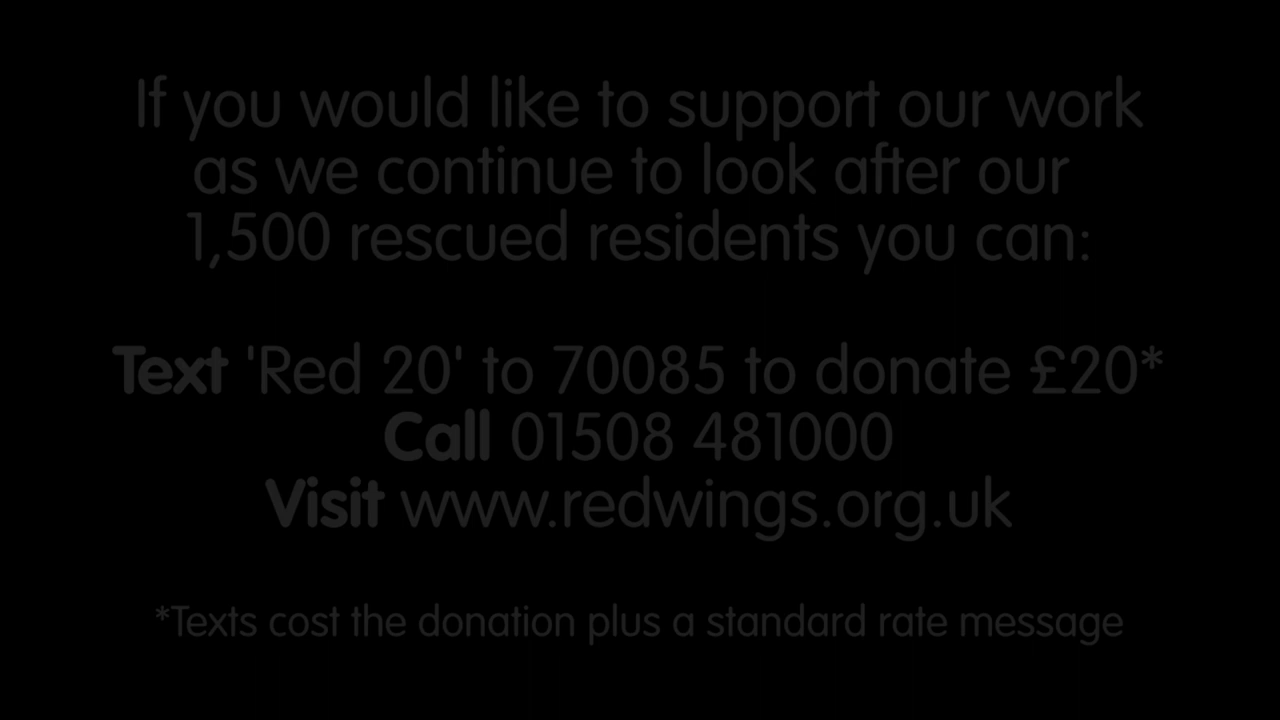 If you would like to support our work
as we continue to look after our
1,500 rescued residents you can:
Text 'Red 20' to 70085 to donate £20*
Call 01508 481000
Visit www.redwings.org.uk
*Texts cost the donation plus a standard rate message